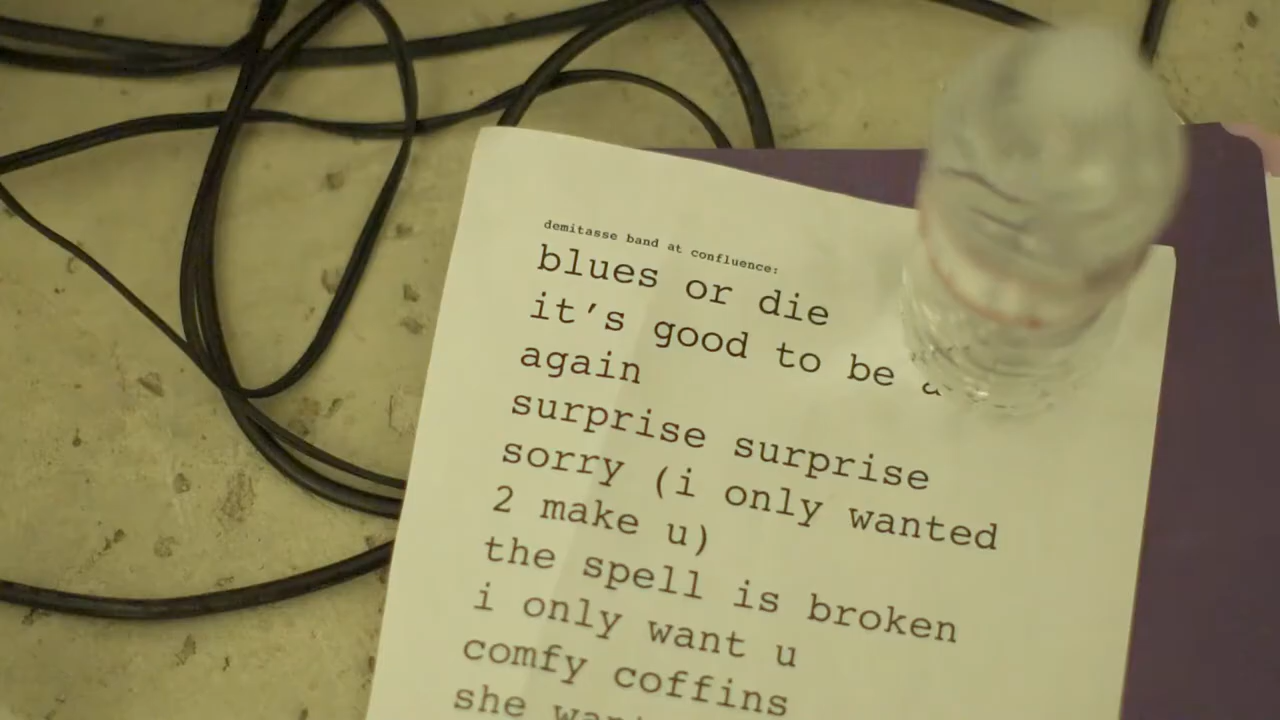 demitasse band at confluence:
blues or die
it's good to be
again
surprise surprise
sorry (i only wanted
2 make u)
the spell is broken
i only want u
comfy coffins
she